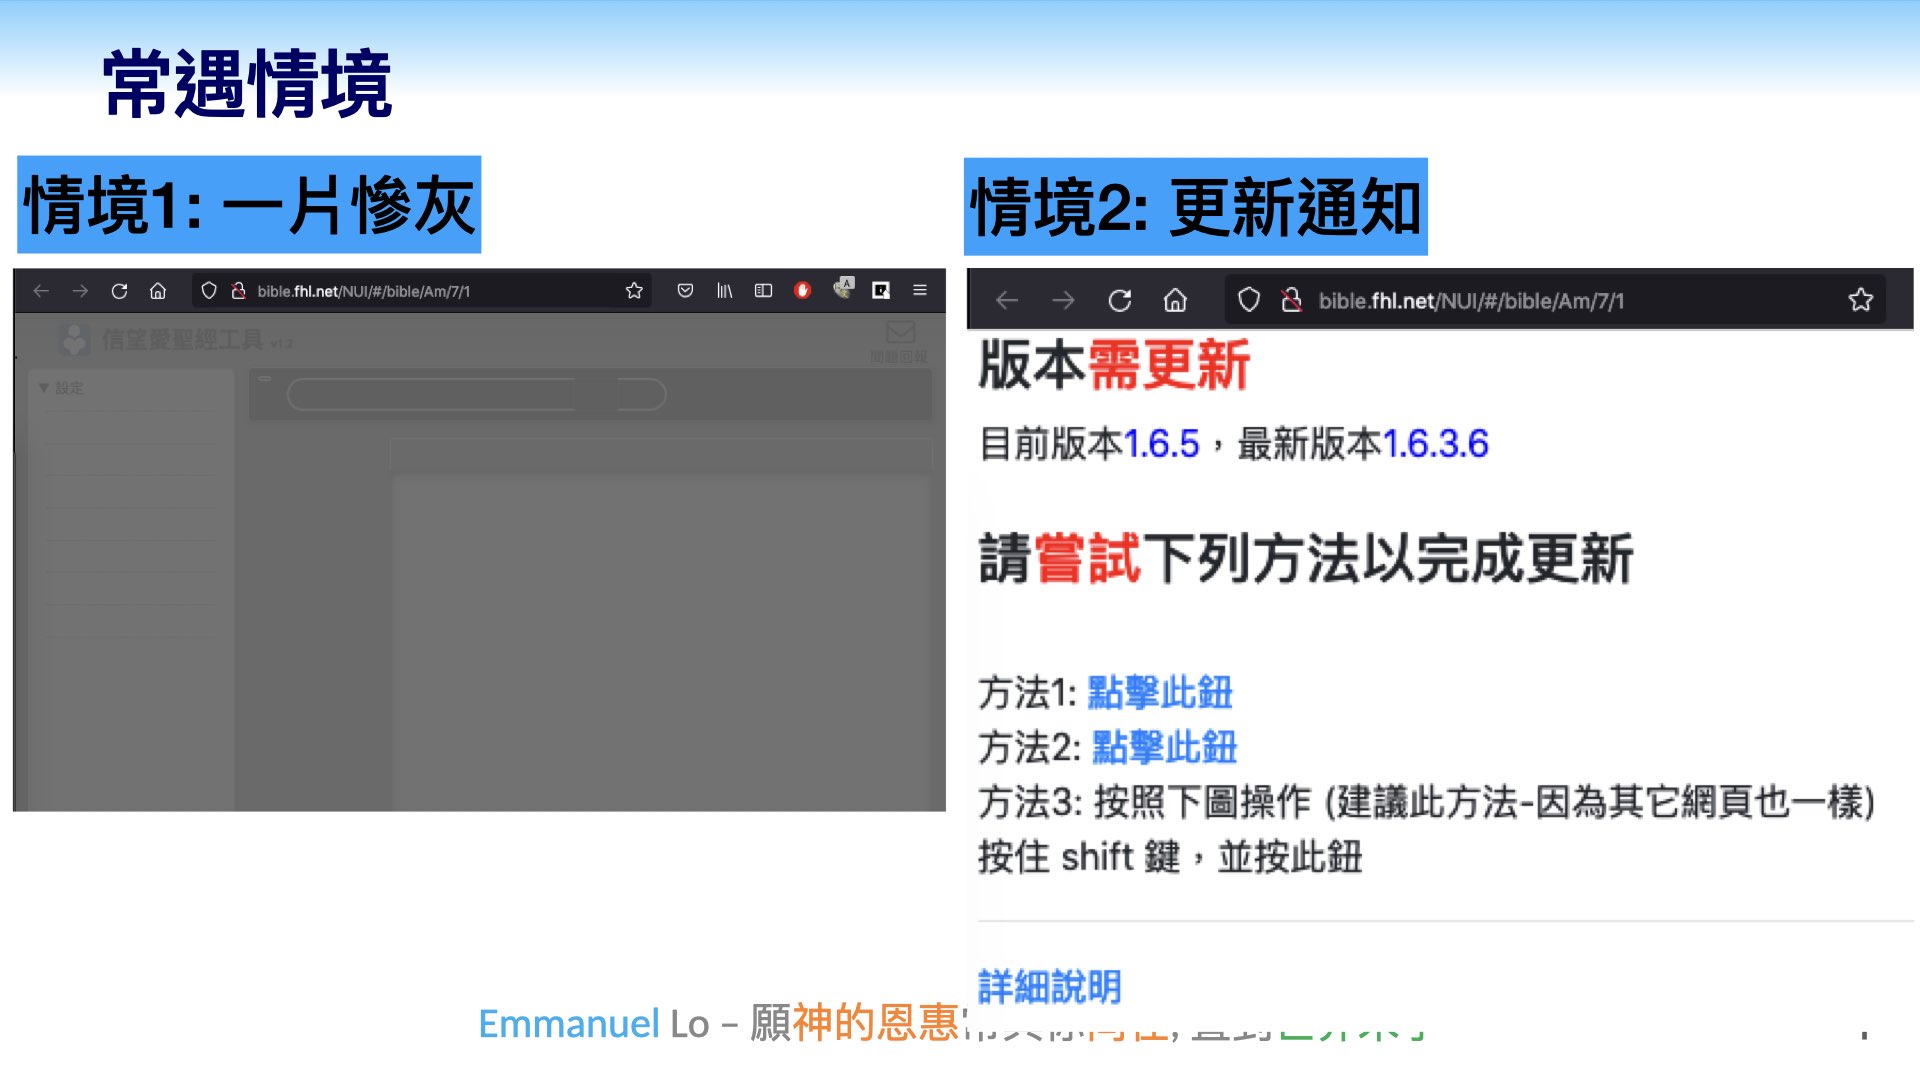 常遇情境
情境1: 一片慘灰
bible.fhl.net/NUI/#/bible/Am/7/1
信望愛聖經工具 v1.2
問題回報
▼ 設定
情境2: 更新通知
bible.fhl.net/NUI/#/bible/Am/7/1
版本需更新
目前版本1.6.5，最新版本1.6.3.6
請嘗試下列方法以完成更新
方法1: 點擊此鈕
方法2: 點擊此鈕
方法3: 按照下圖操作 (建議此方法-因為其它網頁也一樣)
按住 shift 鍵，並按此鈕
詳細說明
Emmanuel Lo – 願神的恩惠